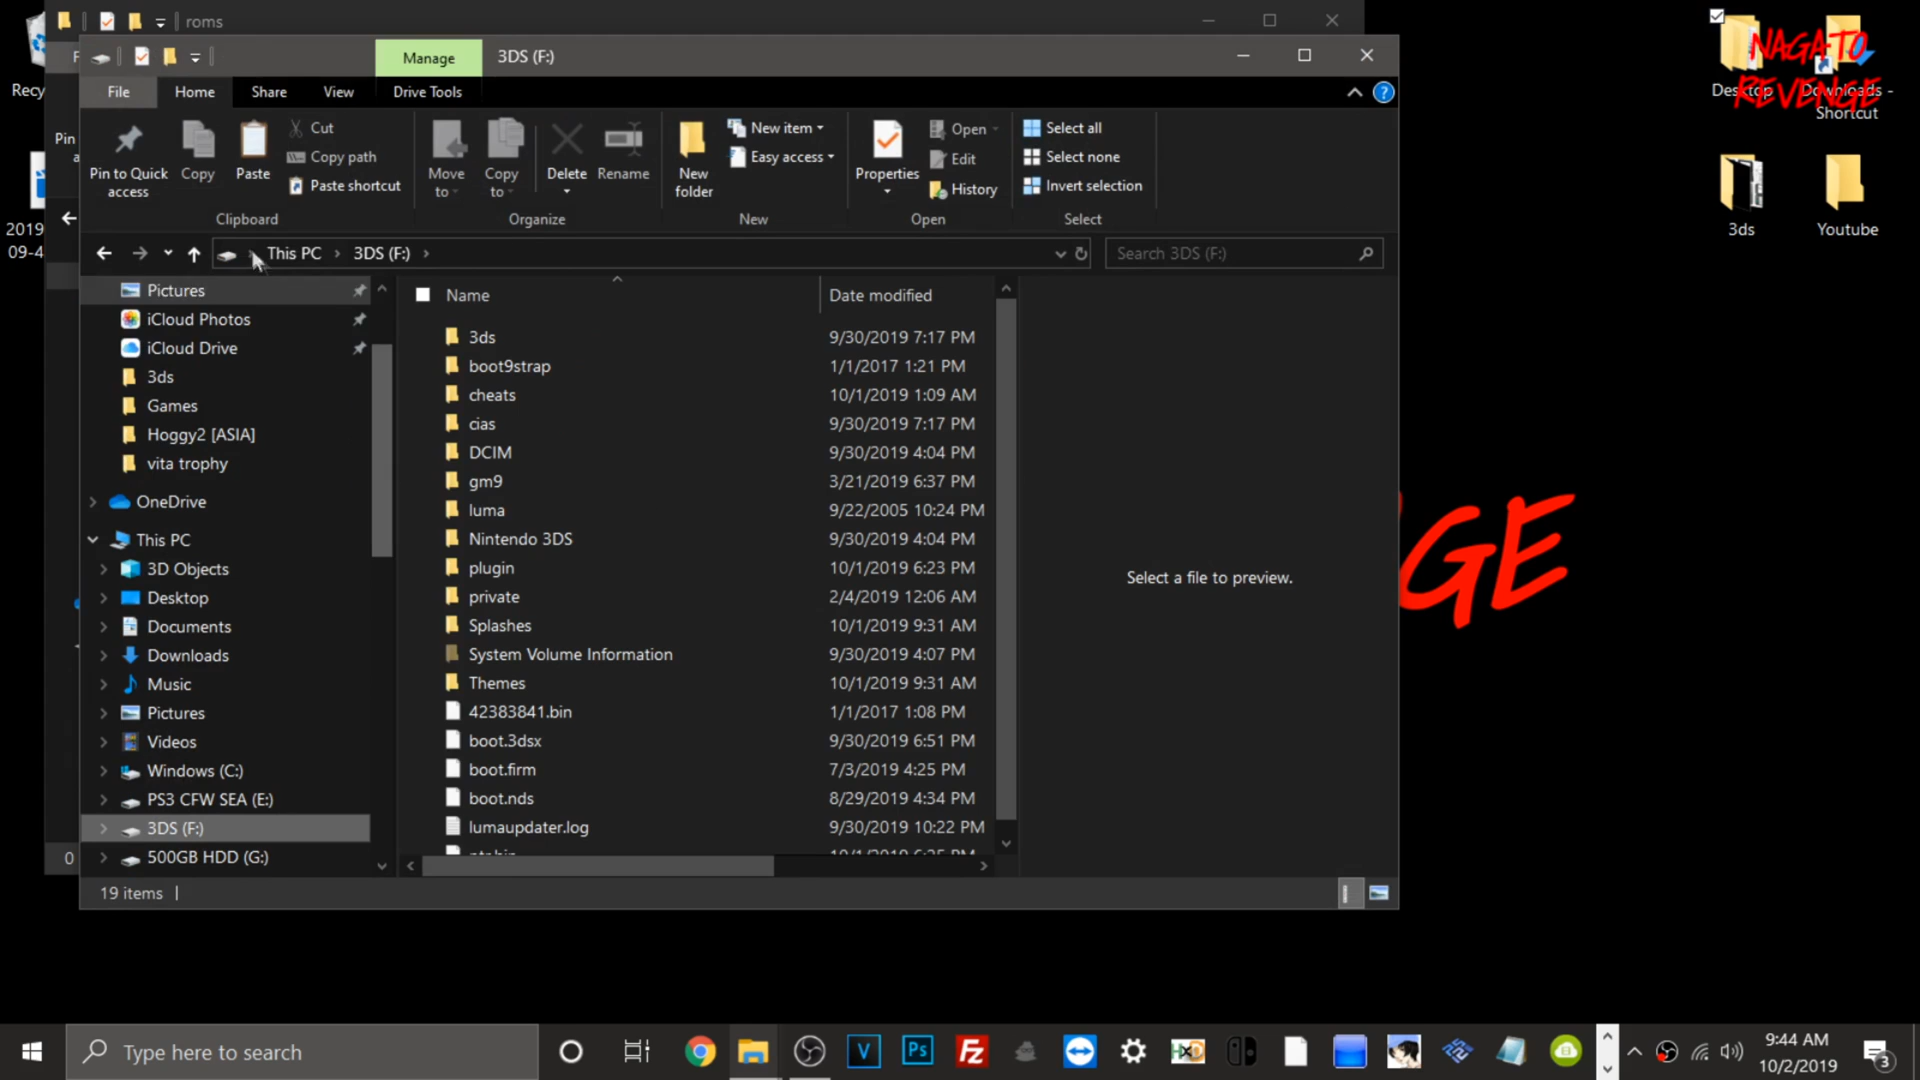 roms
Manage
3DS (F:)
File
Home
Share
View
Drive Tools
Pin to Quick access
Copy
Paste
Cut
Copy path
Paste shortcut
Move to
Copy to
Delete
Rename
New folder
New item
Easy access
Properties
Open
Edit
History
Select all
Select none
Invert selection
Clipboard
Organize
New
Open
Select
This PC
3DS (F:)
Search 3DS (F:)
Pictures
iCloud Photos
iCloud Drive
3ds
Games
Hoggy2 [ASIA]
vita trophy
OneDrive
This PC
3D Objects
Desktop
Documents
Downloads
Music
Pictures
Videos
Windows (C:)
PS3 CFW SEA (E:)
3DS (F:)
500GB HDD (G:)
Name
Date modified
3ds 9/30/2019 7:17 PM
boot9strap 1/1/2017 1:21 PM
cheats 10/1/2019 1:09 AM
cias 9/30/2019 7:17 PM
DCIM 9/30/2019 4:04 PM
gm9 3/21/2019 6:37 PM
luma 9/22/2005 10:24 PM
Nintendo 3DS 9/30/2019 4:04 PM
plugin 10/1/2019 6:23 PM
private 2/4/2019 12:06 AM
Splashes 10/1/2019 9:31 AM
System Volume Information 9/30/2019 4:07 PM
Themes 10/1/2019 9:31 AM
42383841.bin 1/1/2017 1:08 PM
boot.3dsx 9/30/2019 6:51 PM
boot.firm 7/3/2019 4:25 PM
boot.nds 8/29/2019 4:34 PM
lumaupdater.log 9/30/2019 10:22 PM
Select a file to preview.
19 items
Recy
Pin
2019
09-4
0
Desktop
Downloads -
Shortcut
NAGATO
REVENGE
3ds
Youtube
GE
Type here to search
V
Ps
Fz
HxD
9:44 AM
10/2/2019
3